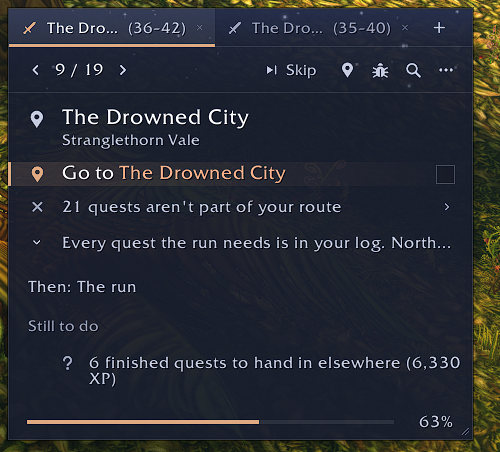 The Dro... (36-42) × The Dro... (35-40) × +
9 / 19 Skip ...
The Drowned City
Stranglethorn Vale
Go to The Drowned City
21 quests aren't part of your route
Every quest the run needs is in your log. North...
Then: The run
Still to do
? 6 finished quests to hand in elsewhere (6,330
XP)
63%